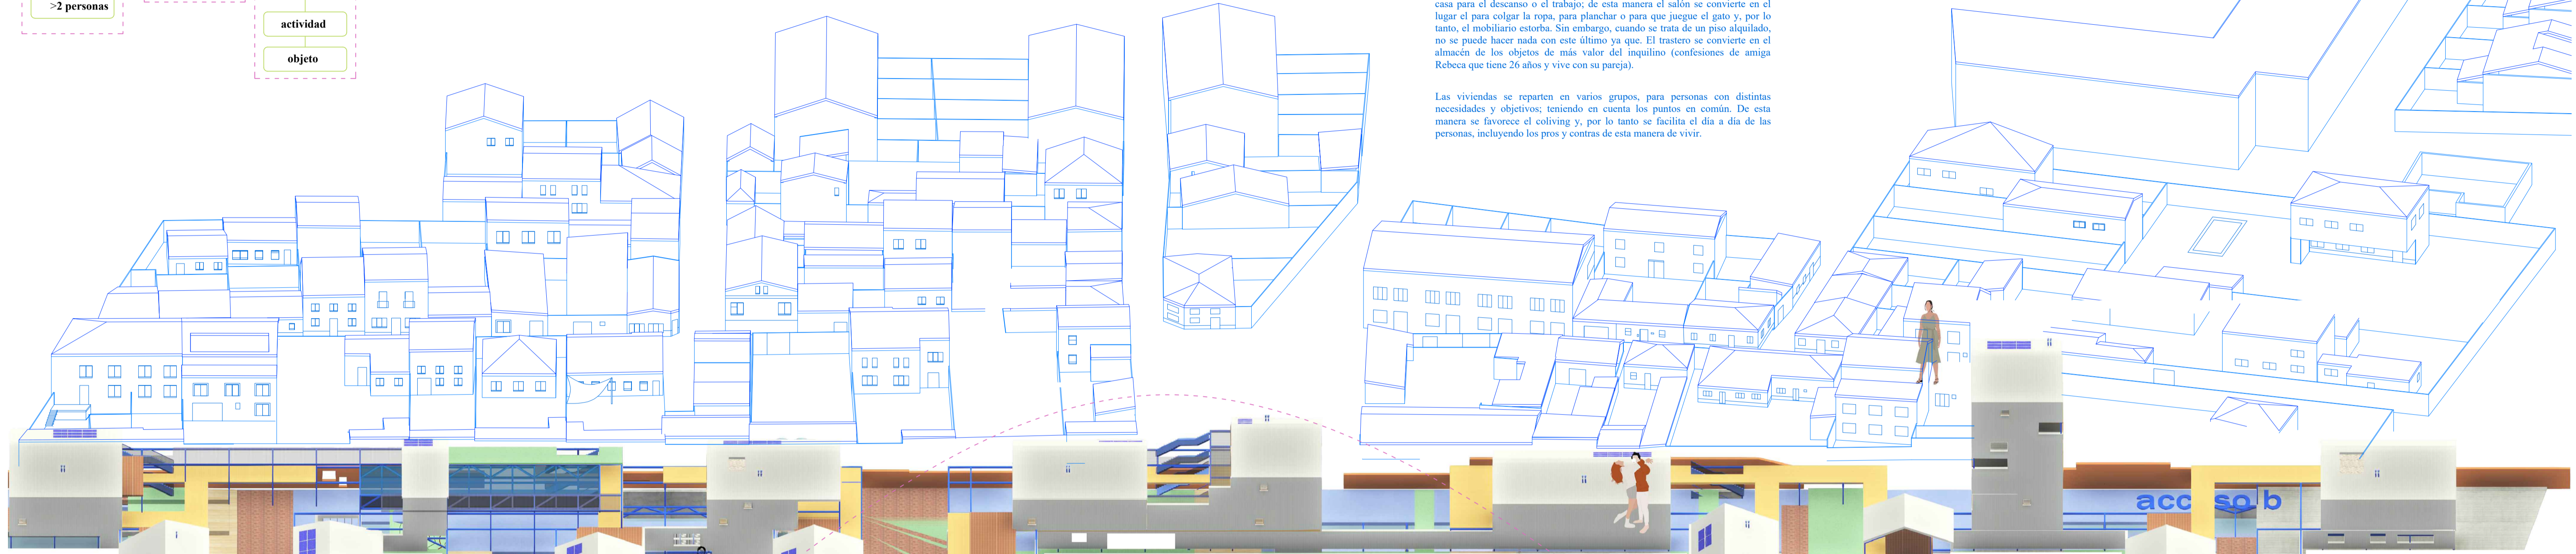 >2 personas
actividad
objeto
casa para el descanso o el trabajo; de esta manera el salón se convierte en el
lugar el para colgar la ropa, para planchar o para que juegue el gato y, por lo
tanto, el mobiliario estorba. Sin embargo, cuando se trata de un piso alquilado,
no se puede hacer nada con este último ya que. El trastero se convierte en el
almacén de los objetos de más valor del inquilino (confesiones de amiga
Rebeca que tiene 26 años y vive con su pareja).
Las viviendas se reparten en varios grupos, para personas con distintas
necesidades y objetivos; teniendo en cuenta los puntos en común. De esta
manera se favorece el coliving y, por lo tanto se facilita el día a día de las
personas, incluyendo los pros y contras de esta manera de vivir.
acceso b